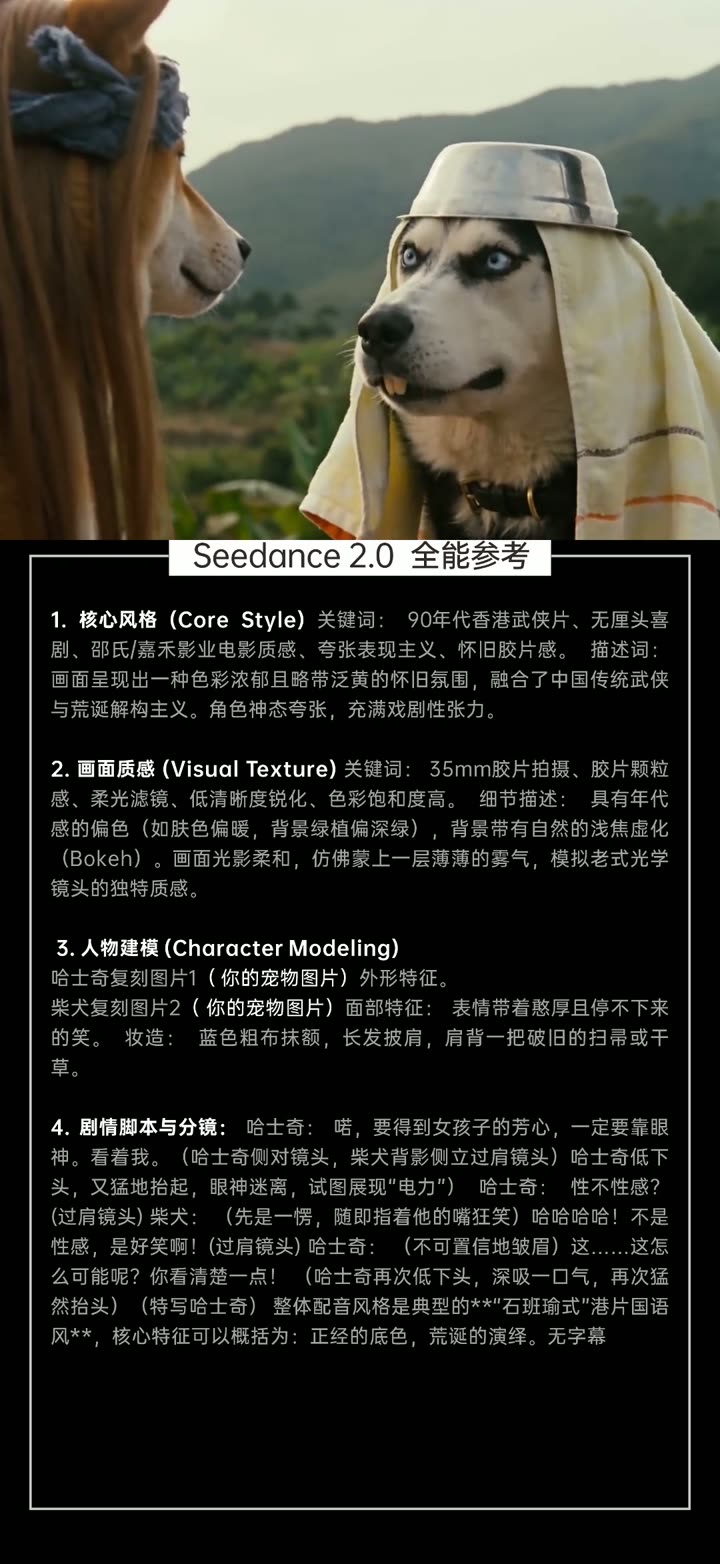 Seedance 2.0 全能参考
1. 核心风格（Core Style）关键词： 90年代香港武侠片、无厘头喜
剧、邵氏/嘉禾影业电影质感、夸张表现主义、怀旧胶片感。 描述词：
画面呈现出一种色彩浓郁且略带泛黄的怀旧氛围，融合了中国传统武侠
与荒诞解构主义。角色神态夸张，充满戏剧性张力。
2. 画面质感 (Visual Texture) 关键词： 35mm胶片拍摄、胶片颗粒
感、柔光滤镜、低清晰度锐化、色彩饱和度高。 细节描述： 具有年代
感的偏色（如肤色偏暖，背景绿植偏深绿），背景带有自然的浅焦虚化
（Bokeh）。画面光影柔和，仿佛蒙上一层薄薄的雾气，模拟老式光学
镜头的独特质感。
3. 人物建模 (Character Modeling)
哈士奇复刻图片1（你的宠物图片）外形特征。
柴犬复刻图片2（ 你的宠物图片）面部特征： 表情带着憨厚且停不下来
的笑。 妆造： 蓝色粗布抹额，长发披肩，肩背一把破旧的扫帚或干
草。
4. 剧情脚本与分镜： 哈士奇： 喏，要得到女孩子的芳心，一定要靠眼
神。看着我。（哈士奇侧对镜头，柴犬背影侧立过肩镜头）哈士奇低下
头，又猛地抬起，眼神迷离，试图展现“电力”） 哈士奇： 性不性感？
(过肩镜头) 柴犬： （先是一愣，随即指着他的嘴狂笑）哈哈哈哈！不是
性感，是好笑啊！(过肩镜头) 哈士奇： （不可置信地皱眉）这……这怎
么可能呢？你看清楚一点！ （哈士奇再次低下头，深吸一口气，再次猛
然抬头）（特写哈士奇） 整体配音风格是典型的**“石班瑜式”港片国语
风**，核心特征可以概括为：正经的底色，荒诞的演绎。无字幕